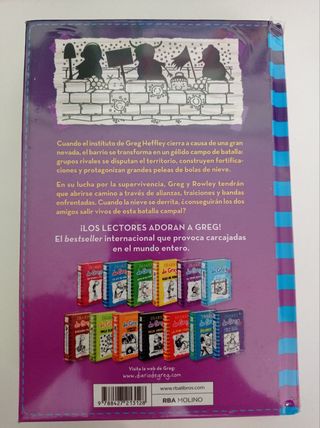 Cuando el instituto de Greg Heffley cierra a causa de una gran
nevada, el barrio se transforma en un gélido campo de batalla:
grupos rivales se disputan el territorio, construyen fortifica-
ciones y protagonizan grandes peleas de bolas de nieve.
En su lucha por la supervivencia, Greg y Rowley tendrán
que abrirse camino a través de alianzas, traiciones y bandas
enfrentadas. Cuando la nieve se derrita, ¿conseguirán los dos
amigos salir vivos de esta batalla campal?
¡LOS LECTORES ADORAN A GREG!
El bestseller internacional que provoca carcajadas
en el mundo entero.
Visita la web de Greg:
www.diariodegreg.com
9 788427 213128
www.rbalibros.com
RBA MOLINO